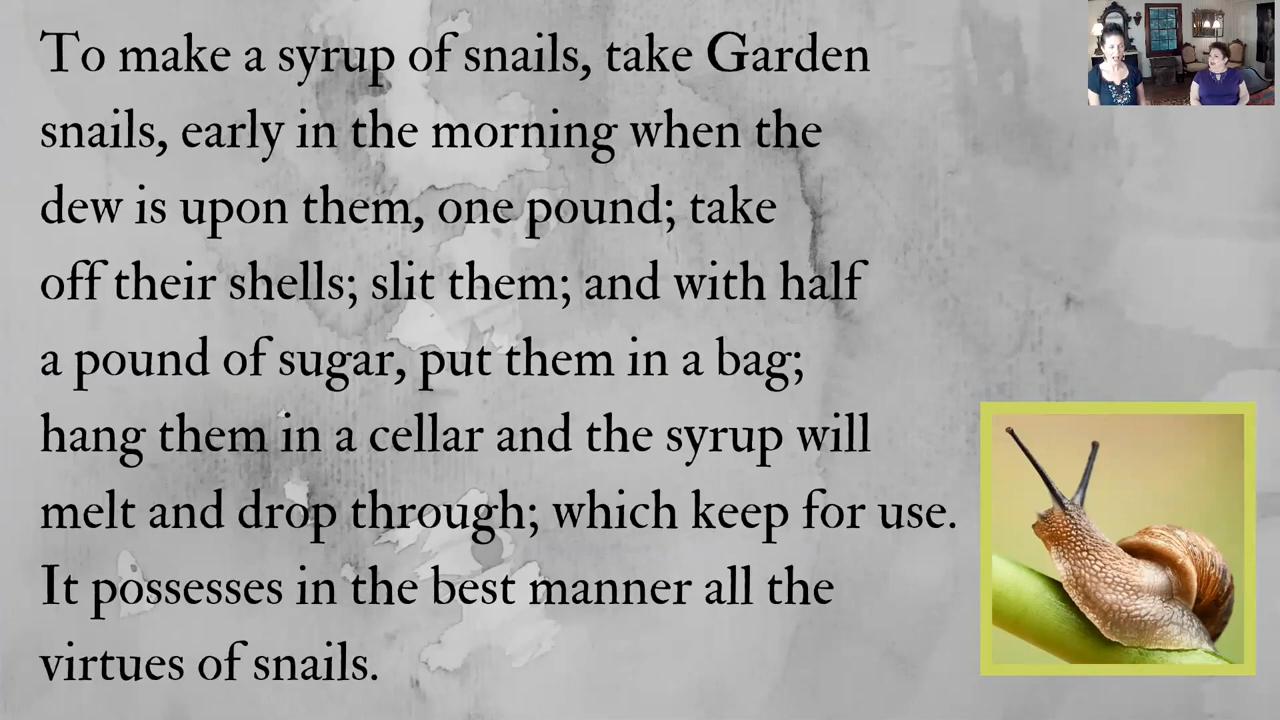 To make a syrup of snails, take Garden
snails, early in the morning when the
dew is upon them, one pound; take
off their shells; slit them; and with half
a pound of sugar, put them in a bag;
hang them in a cellar and the syrup will
melt and drop through; which keep for use.
It possesses in the best manner all the
virtues of snails.